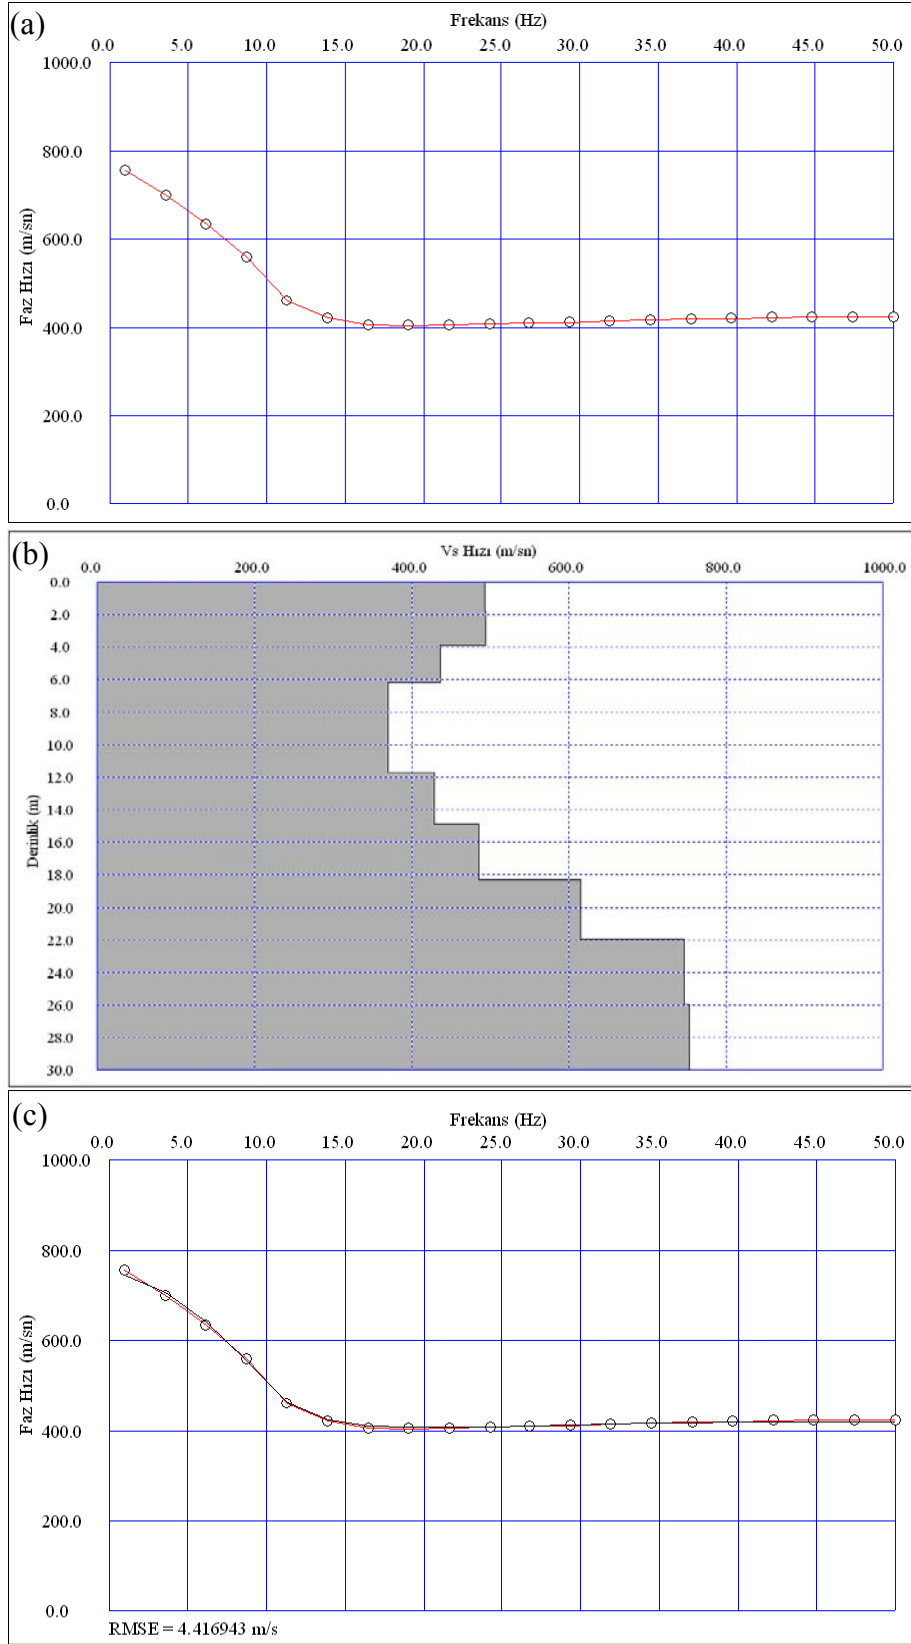 (a)
Frekans (Hz)
0.0 5.0 10.0 15.0 20.0 25.0 30.0 35.0 40.0 45.0 50.0
1000.0
800.0
600.0
400.0
200.0
0.0
Faz Hızı (m/sn)
(b)
Vs Hızı (m/sn)
0.0 200.0 400.0 600.0 800.0 1000.0
0.0
2.0
4.0
6.0
8.0
10.0
12.0
14.0
16.0
18.0
20.0
22.0
24.0
26.0
28.0
30.0
Derinlik (m)
(c)
Frekans (Hz)
0.0 5.0 10.0 15.0 20.0 25.0 30.0 35.0 40.0 45.0 50.0
1000.0
800.0
600.0
400.0
200.0
0.0
Faz Hızı (m/sn)
RMSE = 4.416943 m/s